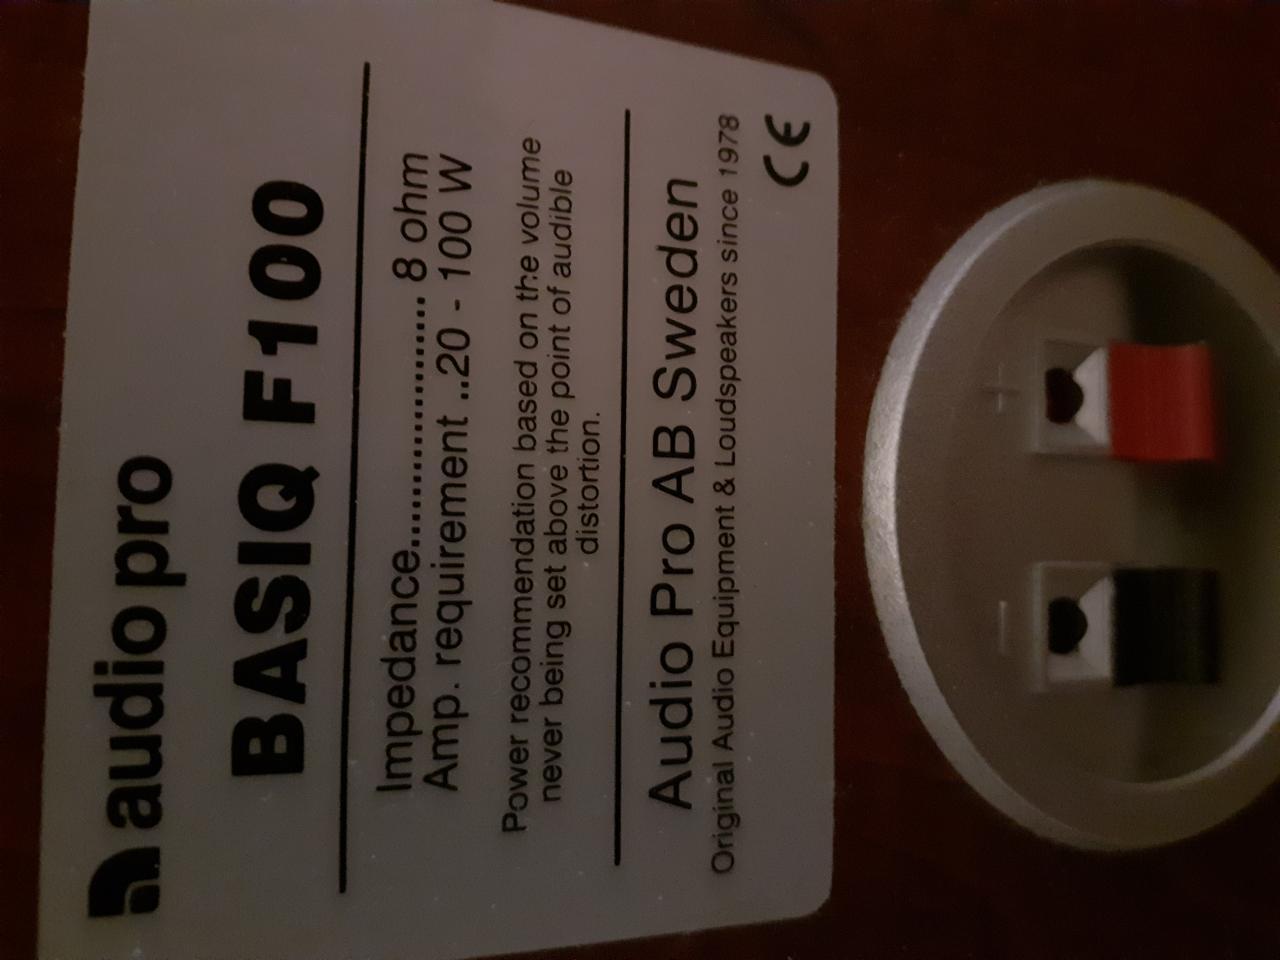 audio pro
BASIQ F100
Impedance..................... 8 ohm
Amp. requirement ..20 - 100 W
Power recommendation based on the volume
never being set above the point of audible
distortion.
Audio Pro AB Sweden
Original Audio Equipment & Loudspeakers since 1978
CE
+
-